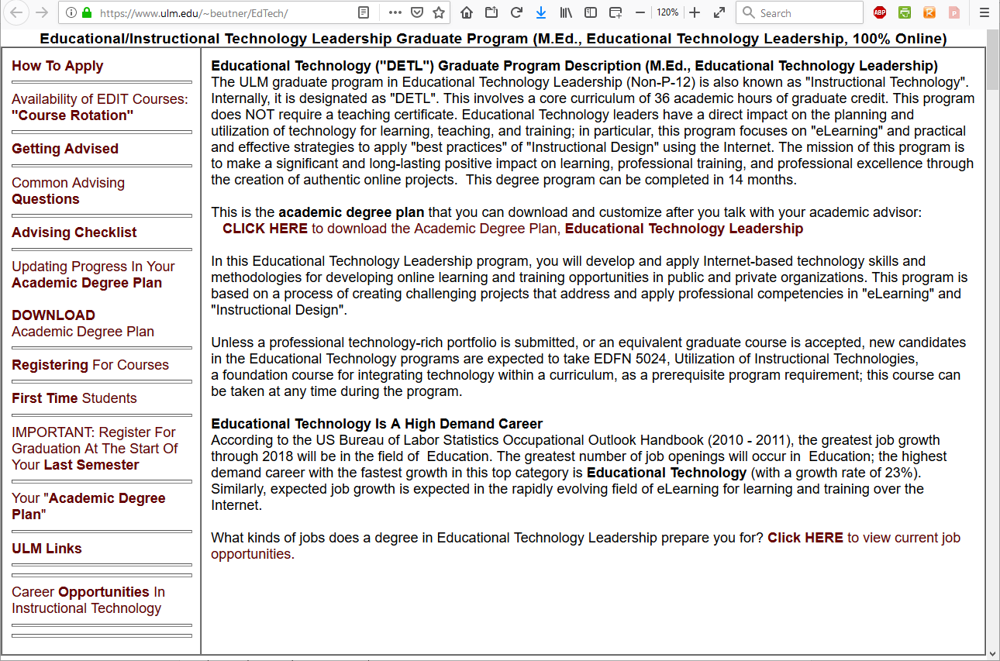 https://www.ulm.edu/~beutner/EdTech/
120%
Search
ABP
R
P
Educational/Instructional Technology Leadership Graduate Program (M.Ed., Educational Technology Leadership, 100% Online)
How To Apply
Availability of EDIT Courses:
"Course Rotation"
Getting Advised
Common Advising
Questions
Advising Checklist
Updating Progress In Your
Academic Degree Plan
DOWNLOAD
Academic Degree Plan
Registering For Courses
First Time Students
IMPORTANT: Register For
Graduation At The Start Of
Your Last Semester
Your "Academic Degree
Plan"
ULM Links
Career Opportunities In
Instructional Technology
Educational Technology ("DETL") Graduate Program Description (M.Ed., Educational Technology Leadership)
The ULM graduate program in Educational Technology Leadership (Non-P-12) is also known as "Instructional Technology".
Internally, it is designated as "DETL". This involves a core curriculum of 36 academic hours of graduate credit. This program
does NOT require a teaching certificate. Educational Technology leaders have a direct impact on the planning and
utilization of technology for learning, teaching, and training; in particular, this program focuses on "eLearning" and practical
and effective strategies to apply "best practices" of "Instructional Design" using the Internet. The mission of this program is
to make a significant and long-lasting positive impact on learning, professional training, and professional excellence through
the creation of authentic online projects.  This degree program can be completed in 14 months.
This is the academic degree plan that you can download and customize after you talk with your academic advisor:
CLICK HERE to download the Academic Degree Plan, Educational Technology Leadership
In this Educational Technology Leadership program, you will develop and apply Internet-based technology skills and
methodologies for developing online learning and training opportunities in public and private organizations. This program is
based on a process of creating challenging projects that address and apply professional competencies in "eLearning" and
"Instructional Design".
Unless a professional technology-rich portfolio is submitted, or an equivalent graduate course is accepted, new candidates
in the Educational Technology programs are expected to take EDFN 5024, Utilization of Instructional Technologies,
a foundation course for integrating technology within a curriculum, as a prerequisite program requirement; this course can
be taken at any time during the program.
Educational Technology Is A High Demand Career
According to the US Bureau of Labor Statistics Occupational Outlook Handbook (2010 - 2011), the greatest job growth
through 2018 will be in the field of  Education. The greatest number of job openings will occur in  Education; the highest
demand career with the fastest growth in this top category is Educational Technology (with a growth rate of 23%).
Similarly, expected job growth is expected in the rapidly evolving field of eLearning for learning and training over the
Internet.
What kinds of jobs does a degree in Educational Technology Leadership prepare you for? Click HERE to view current job
opportunities.